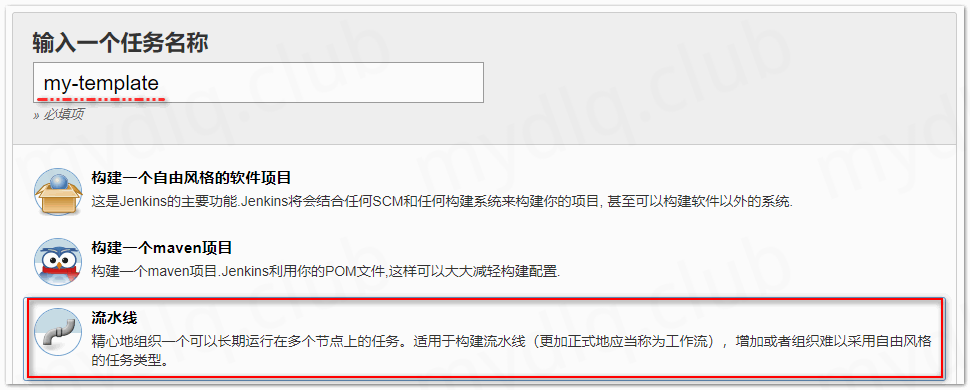 输入一个任务名称
my-template
» 必填项
构建一个自由风格的软件项目
这是Jenkins的主要功能.Jenkins将会结合任何SCM和任何构建系统来构建你的项目, 甚至可以构建软件以外的系统.
构建一个maven项目
构建一个maven项目.Jenkins利用你的POM文件,这样可以大大减轻构建配置.
流水线
精心地组织一个可以长期运行在多个节点上的任务。适用于构建流水线（更加正式地应当称为工作流），增加或者组织难以采用自由风格
的任务类型。
mydlq.club
mydlq.club